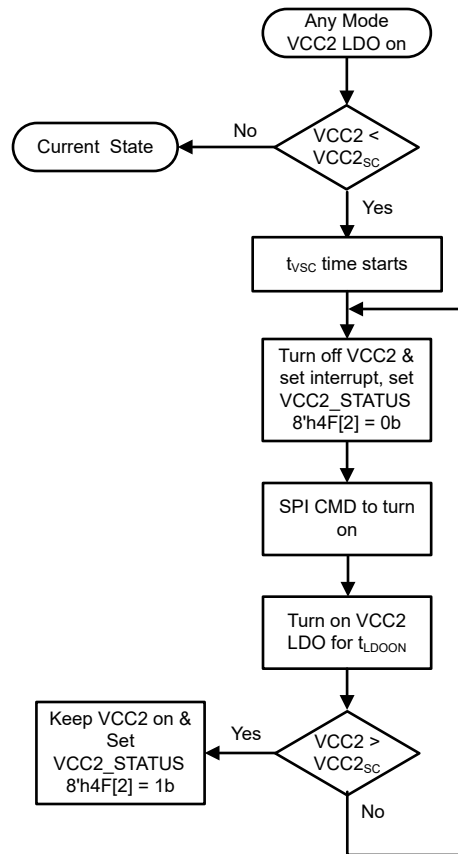 Any Mode
VCC2 LDO on
No
VCC2 <
VCC2SC
Current State
Yes
tVSC time starts
Turn off VCC2 &
set interrupt, set
VCC2_STATUS
8'h4F[2] = 0b
SPI CMD to turn
on
Turn on VCC2
LDO for tLDOON
Keep VCC2 on &
Set
VCC2_STATUS
8'h4F[2] = 1b
Yes
VCC2 >
VCC2SC
No